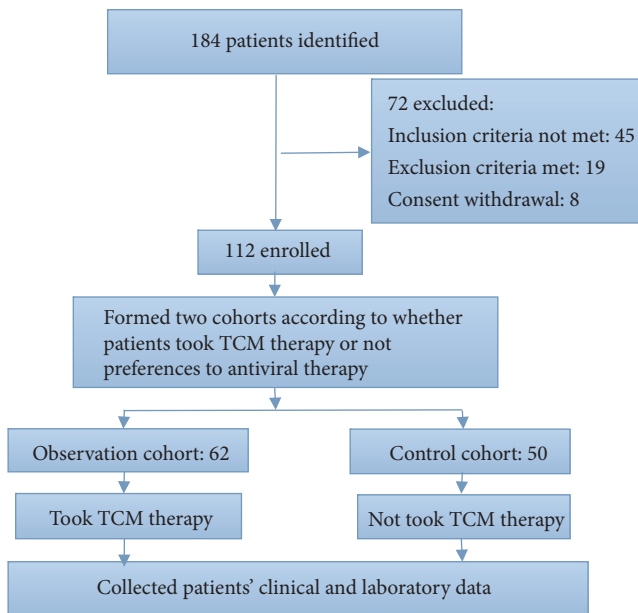 184 patients identified
72 excluded:
Inclusion criteria not met: 45
Exclusion criteria met: 19
Consent withdrawal: 8
112 enrolled
Formed two cohorts according to whether
patients took TCM therapy or not
preferences to antiviral therapy
Observation cohort: 62
Control cohort: 50
Took TCM therapy
Not took TCM therapy
Collected patients' clinical and laboratory data